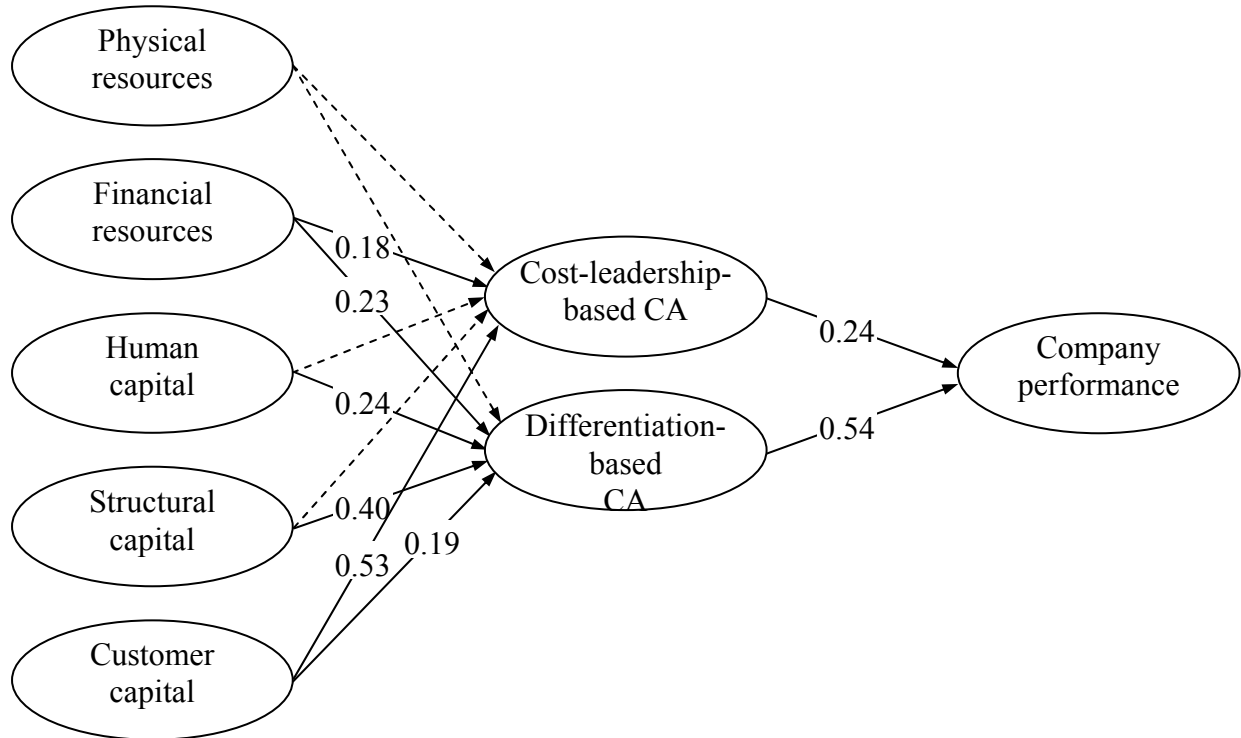 Physical
resources
Financial
resources
Human
capital
Structural
capital
Customer
capital
0.18
0.23
0.24
0.40
0.53
0.19
Cost-leadership-
based CA
Differentiation-
based
CA
0.24
0.54
Company
performance